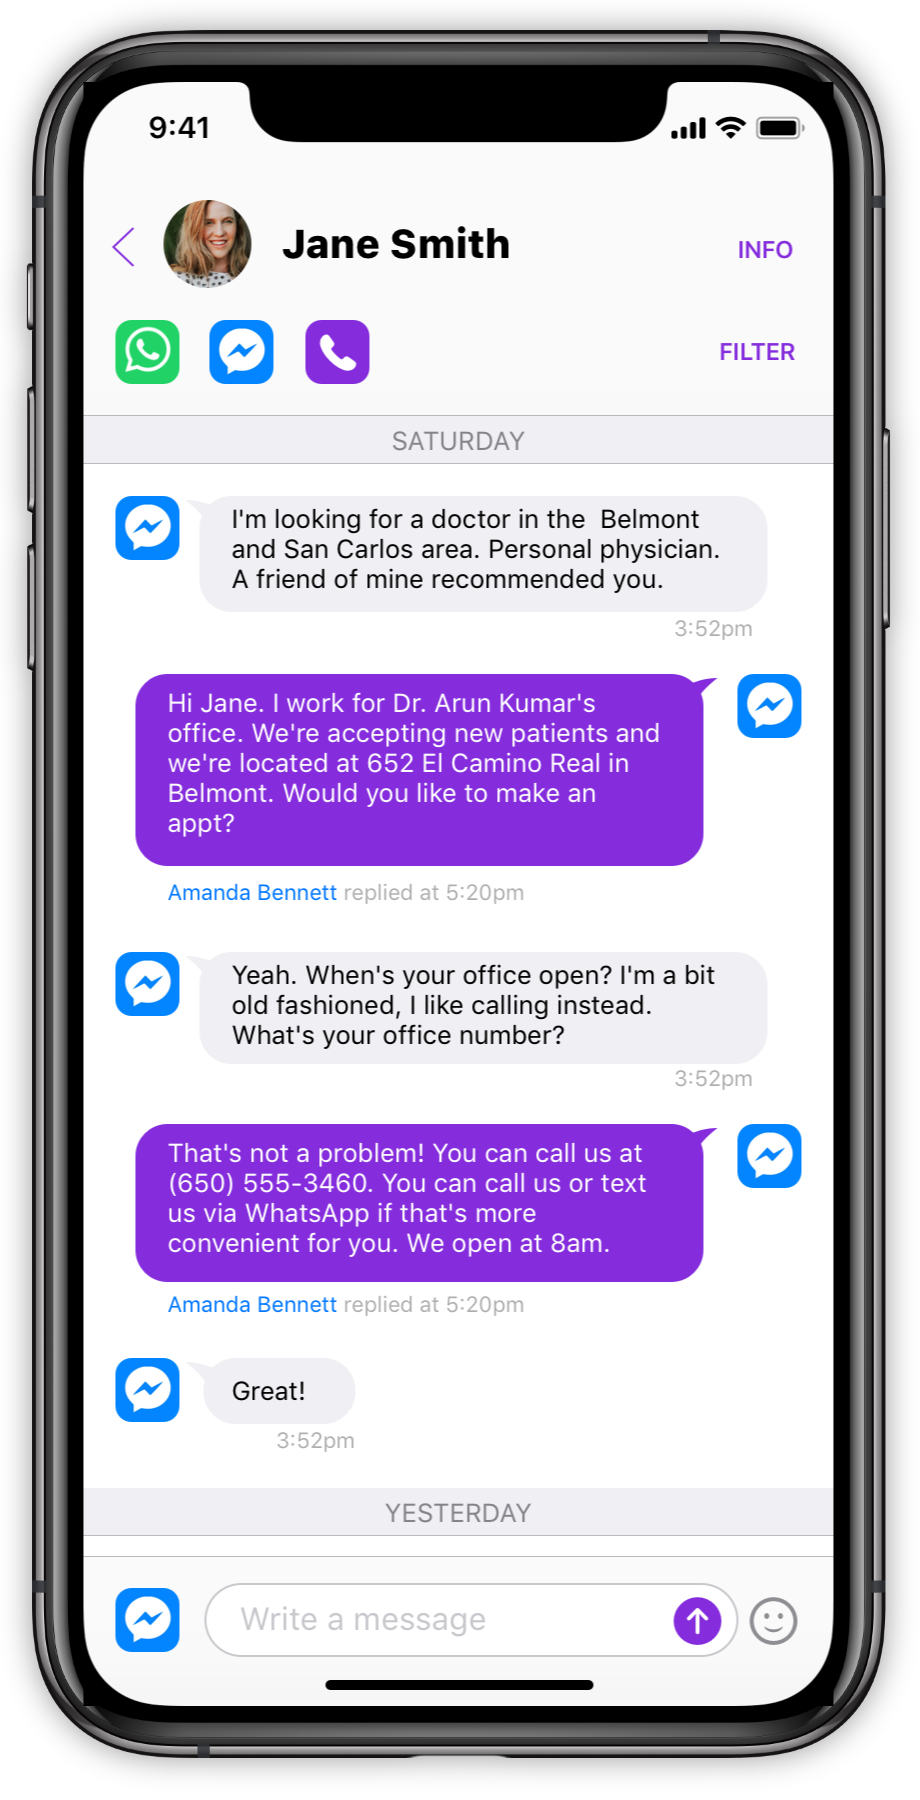 9:41
Jane Smith
INFO
FILTER
SATURDAY
I'm looking for a doctor in the  Belmont
and San Carlos area. Personal physician.
A friend of mine recommended you.
3:52pm
Hi Jane. I work for Dr. Arun Kumar's
office. We're accepting new patients and
we're located at 652 El Camino Real in
Belmont. Would you like to make an
appt?
Amanda Bennett replied at 5:20pm
Yeah. When's your office open? I'm a bit
old fashioned, I like calling instead.
What's your office number?
3:52pm
That's not a problem! You can call us at
(650) 555-3460. You can call us or text
us via WhatsApp if that's more
convenient for you. We open at 8am.
Amanda Bennett replied at 5:20pm
Great!
3:52pm
YESTERDAY
Write a message